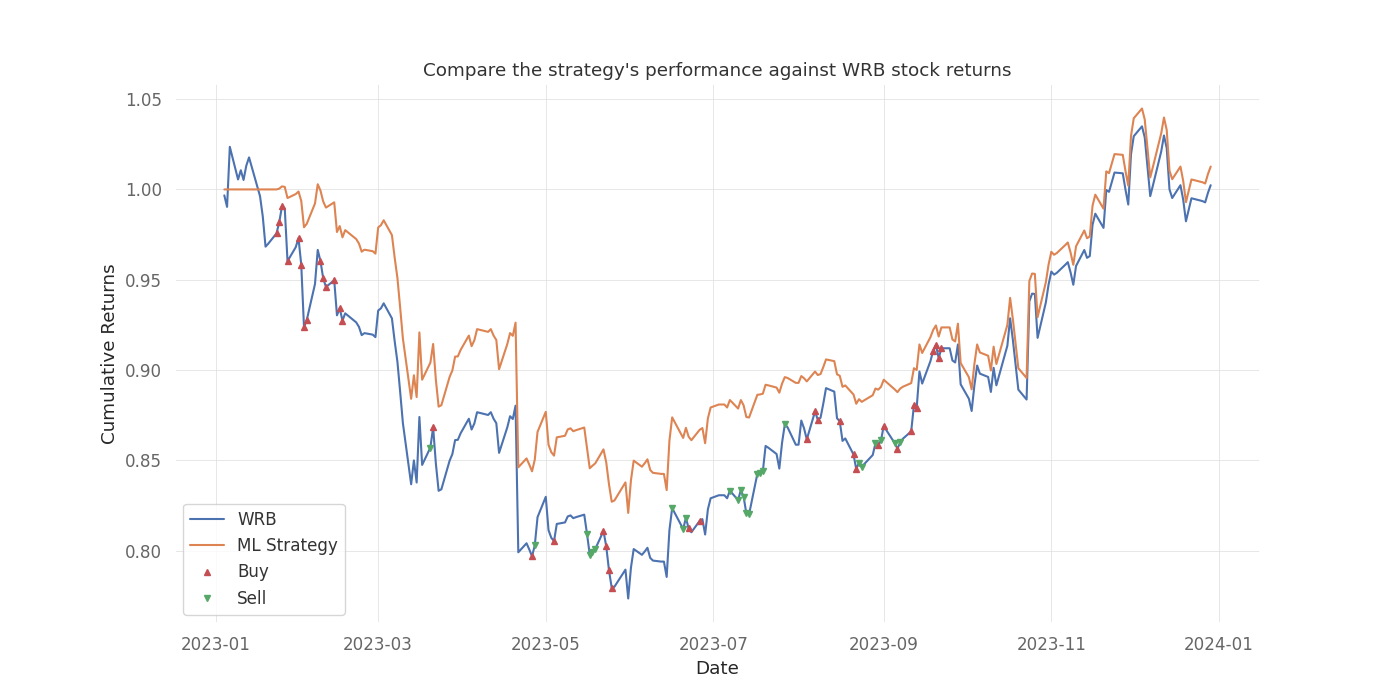 Compare the strategy's performance against WRB stock returns
1.05
1.00
0.95
0.90
0.85
0.80
Cumulative Returns
WRB
ML Strategy
Buy
Sell
2023-01 2023-03 2023-05 2023-07 2023-09 2023-11 2024-01
Date